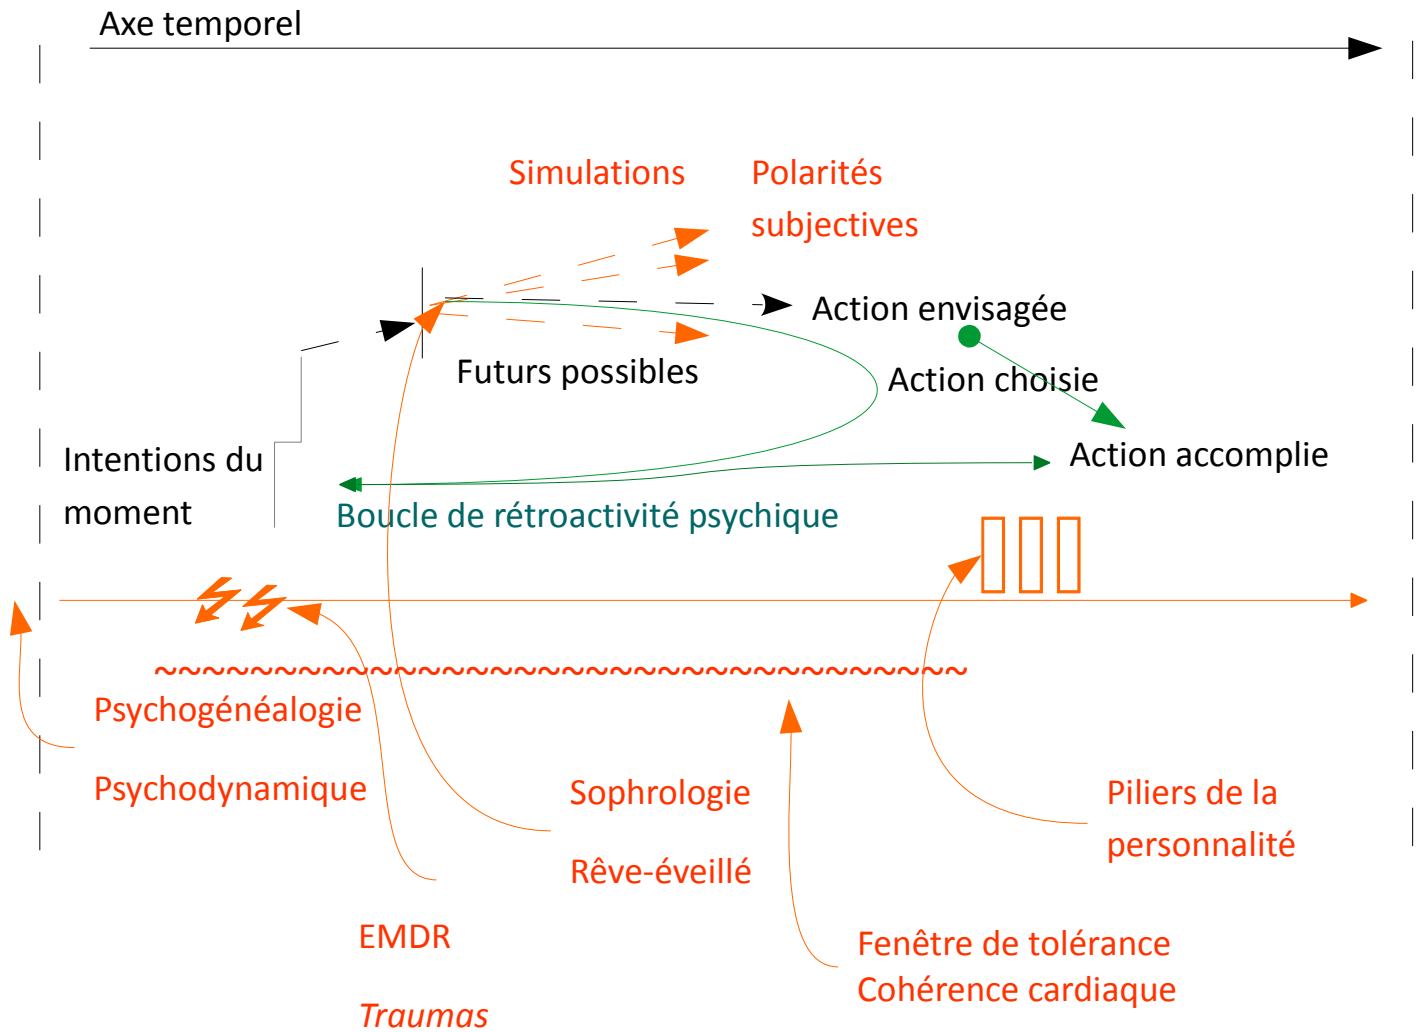 Axe temporel
Simulations
Polarités
subjectives
Action envisagée
Futurs possibles
Action choisie
Intentions du
moment
Action accomplie
Boucle de rétroactivité psychique
~~~~~~~~~~~~~~~~~~~~~~~~~~~~~~~~~~
Psychogénéalogie
Psychodynamique
Sophrologie
Rêve-éveillé
Piliers de la
personnalité
EMDR
Traumas
Fenêtre de tolérance
Cohérence cardiaque